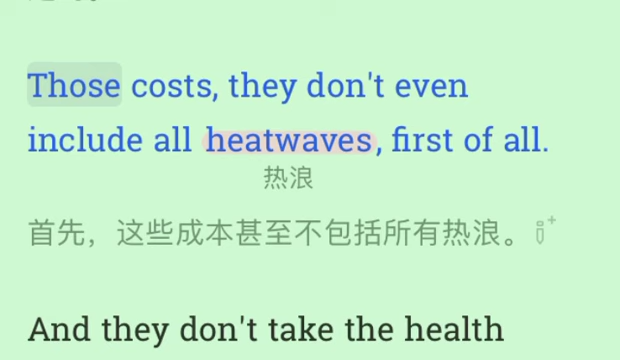 Those costs, they don't even
include all heatwaves, first of all.
热浪
首先，这些成本甚至不包括所有热浪。
And they don't take the health